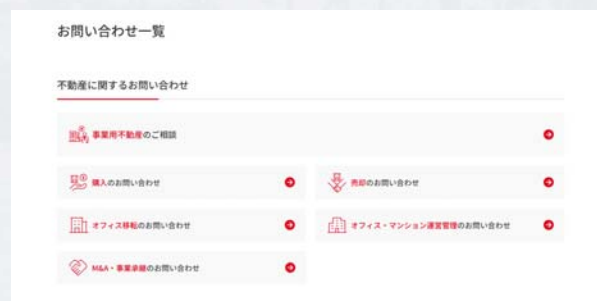 お問い合わせ一覧
不動産に関するお問い合わせ
事業用不動産のご相談
購入のお問い合わせ
売却のお問い合わせ
オフィス移転のお問い合わせ
オフィス・マンション運営管理のお問い合わせ
M&A・事業承継のお問い合わせ